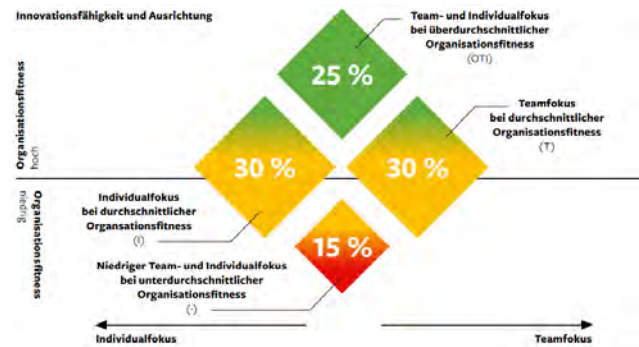 Innovationsfähigkeit und Ausrichtung
Team- und Individualfokus
bei überdurchschnittlicher
Organisationsfitness
(OTI)
25 %
Teamfokus
bei durchschnittlicher
Organisationsfitness
(T)
Organisationsfitness
hoch
30 %
30 %
Organisationsfitness
niedrig
Individualfokus
bei durchschnittlicher
Organsationsfitness
(I)
15 %
Niedriger Team- und Individualfokus
bei unterdurchschnittlicher
Organisationsfitness
(-)
Individualfokus
Teamfokus